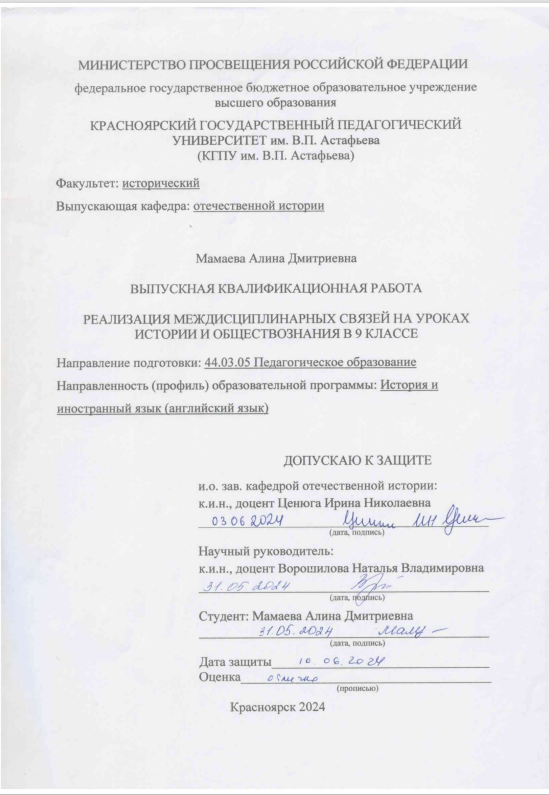 МИНИСТЕРСТВО ПРОСВЕЩЕНИЯ РОССИЙСКОЙ ФЕДЕРАЦИИ
федеральное государственное бюджетное образовательное учреждение
высшего образования
КРАСНОЯРСКИЙ ГОСУДАРСТВЕННЫЙ ПЕДАГОГИЧЕСКИЙ
УНИВЕРСИТЕТ им. В.П. Астафьева
(КГПУ им. В.П. Астафьева)
Факультет: исторический
Выпускающая кафедра: отечественной истории
Мамаева Алина Дмитриевна
ВЫПУСКНАЯ КВАЛИФИКАЦИОННАЯ РАБОТА
РЕАЛИЗАЦИЯ МЕЖДИСЦИПЛИНАРНЫХ СВЯЗЕЙ НА УРОКАХ
ИСТОРИИ И ОБЩЕСТВОЗНАНИЯ В 9 КЛАССЕ
Направление подготовки: 44.03.05 Педагогическое образование
Направленность (профиль) образовательной программы: История и
иностранный язык (английский язык)
ДОПУСКАЮ К ЗАЩИТЕ
и.о. зав. кафедрой отечественной истории:
к.и.н., доцент Ценюга Ирина Николаевна
03 06 2024
(дата, подпись)
Научный руководитель:
к.и.н., доцент Ворошилова Наталья Владимировна
31.05 2024
(дата, подпись)
Студент: Мамаева Алина Дмитриевна
31.05.2024
(дата, подпись)
Дата защиты 10.06.2024
Оценка отлично
(прописью)
Красноярск 2024